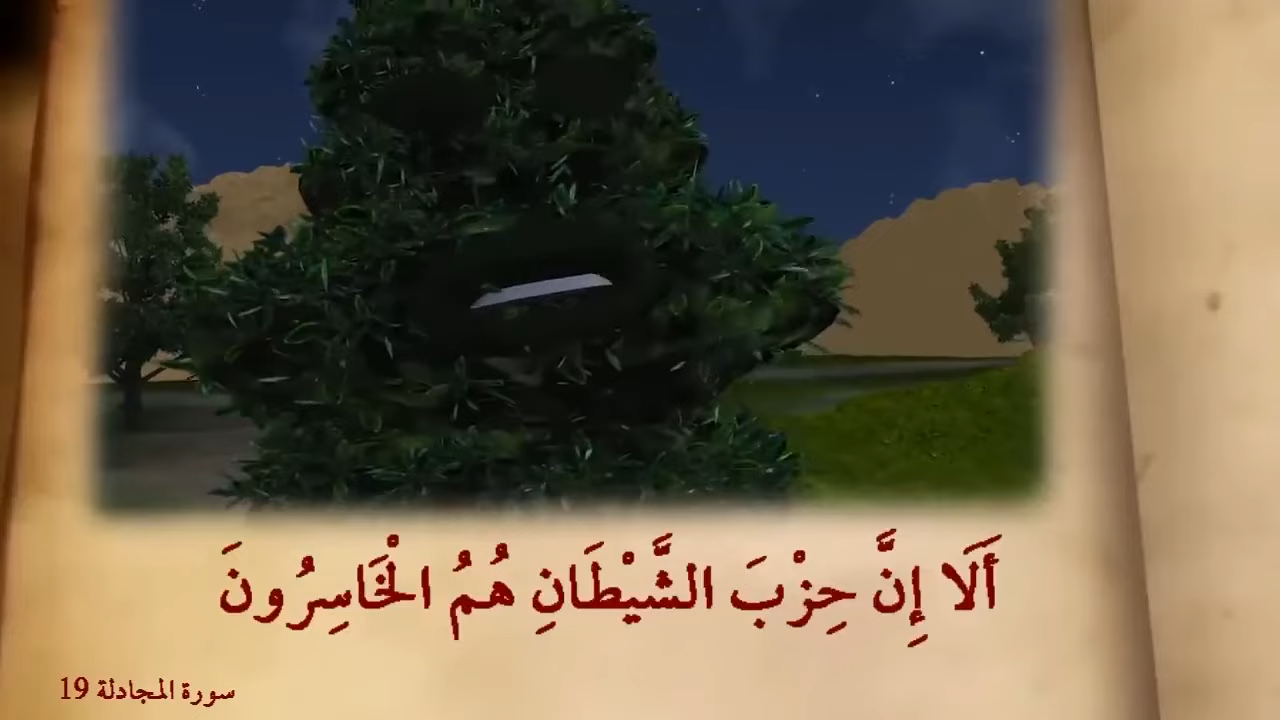 أَلَا إِنَّ حِزْبَ الشَّيْطَانِ هُمُ الْخَاسِرُونَ
سورة المجادلة 19